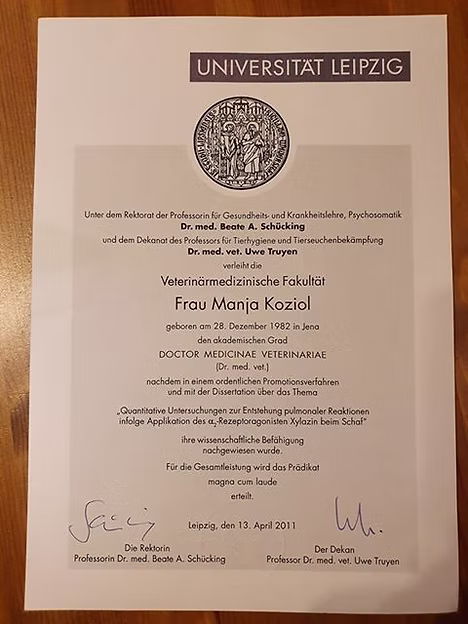 UNIVERSITÄT LEIPZIG
Unter dem Rektorat der Professorin für Gesundheits- und Krankheitslehre, Psychosomatik
Dr. med. Beate A. Schücking
und dem Dekanat des Professors für Tierhygiene und Tierseuchenbekämpfung
Dr. med. vet. Uwe Truyen
verleiht die
Veterinärmedizinische Fakultät
Frau Manja Koziol
geboren am 28. Dezember 1982 in Jena
den akademischen Grad
DOCTOR MEDICINAE VETERINARIAE
(Dr. med. vet.)
nachdem in einem ordentlichen Promotionsverfahren
und mit der Dissertation über das Thema
„Quantitative Untersuchungen zur Entstehung pulmonaler Reaktionen
infolge Applikation des α₂-Rezeptoragonisten Xylazin beim Schaf“
ihre wissenschaftliche Befähigung
nachgewiesen wurde.
Für die Gesamtleistung wird das Prädikat
magna cum laude
erteilt.
Leipzig, den 13. April 2011
Die Rektorin
Professorin Dr. med. Beate A. Schücking
Der Dekan
Professor Dr. med. vet. Uwe Truyen